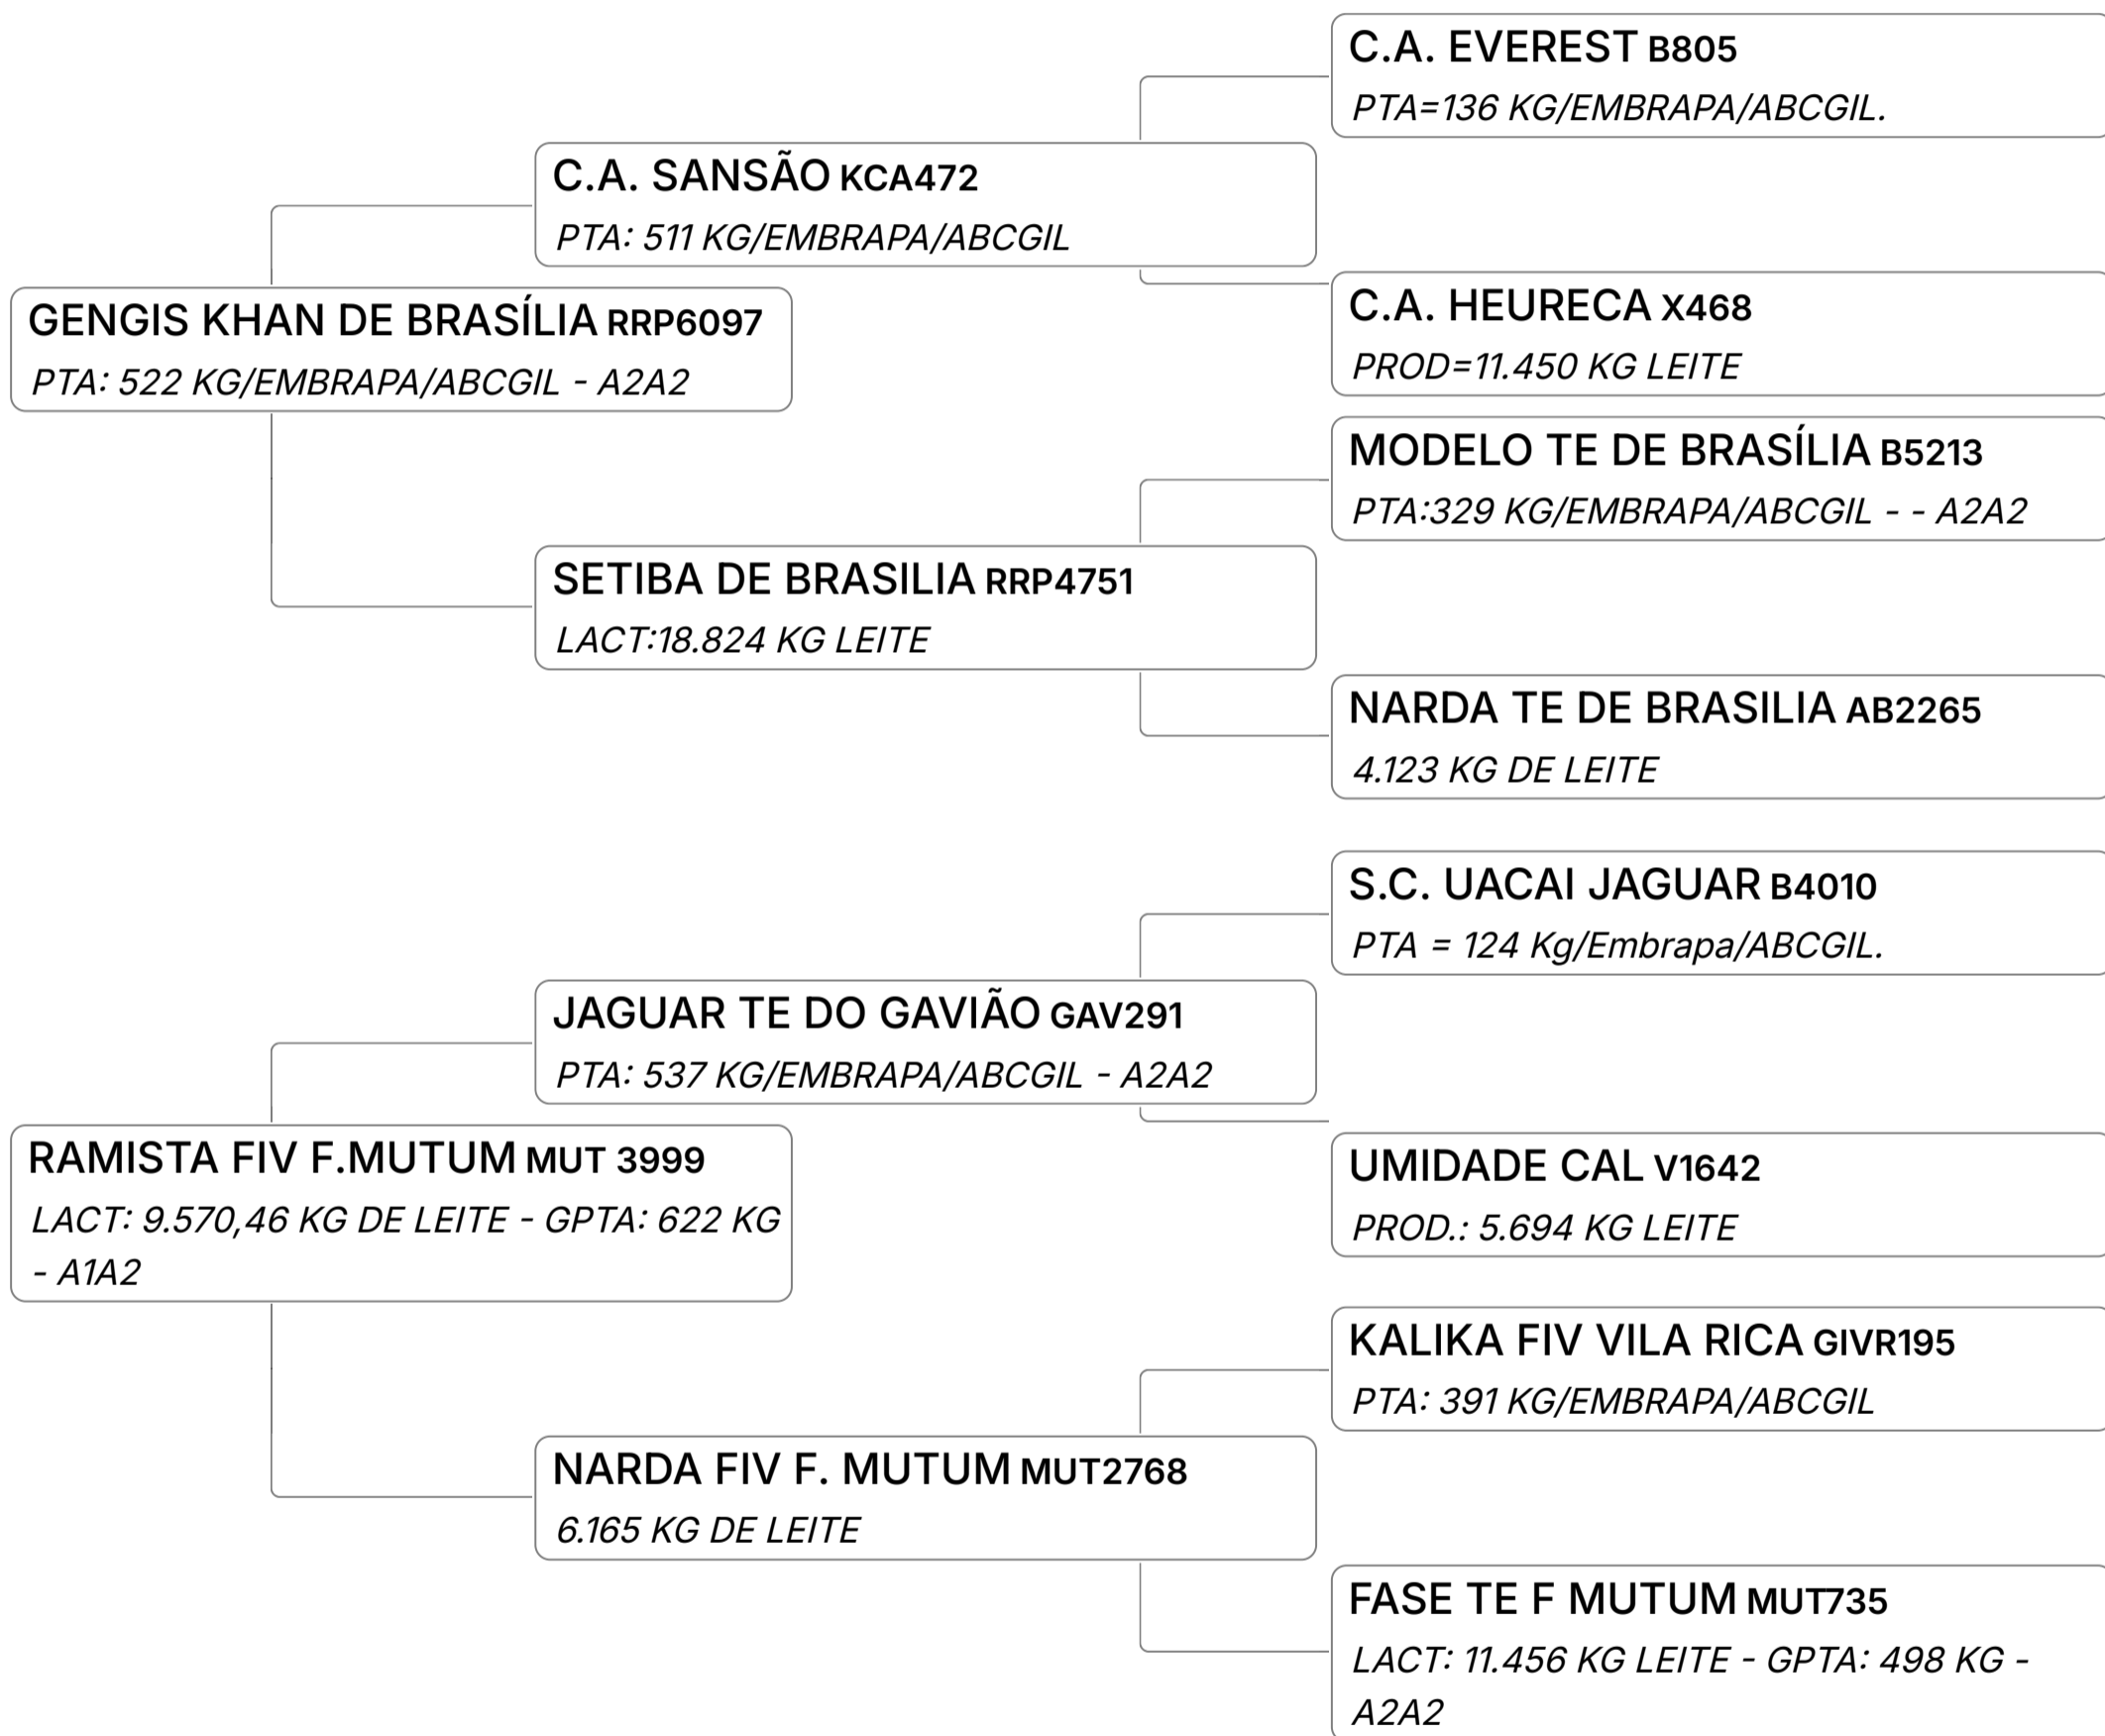 C.A. EVEREST B805
PTA=136 KG/EMBRAPA/ABCGIL.
C.A. SANSÃO KCA472
PTA: 511 KG/EMBRAPA/ABCGIL
C.A. HEURECA X468
PROD=11.450 KG LEITE
GENGIS KHAN DE BRASÍLIA RRP6097
PTA: 522 KG/EMBRAPA/ABCGIL - A2A2
MODELO TE DE BRASÍLIA B5213
PTA:329 KG/EMBRAPA/ABCGIL - - A2A2
SETIBA DE BRASILIA RRP4751
LACT:18.824 KG LEITE
NARDA TE DE BRASILIA AB2265
4.123 KG DE LEITE
S.C. UACAI JAGUAR B4010
PTA = 124 Kg/Embrapa/ABCGIL.
JAGUAR TE DO GAVIÃO GAV291
PTA: 537 KG/EMBRAPA/ABCGIL - A2A2
UMIDADE CAL V1642
PROD.: 5.694 KG LEITE
RAMISTA FIV F.MUTUM MUT 3999
LACT: 9.570,46 KG DE LEITE - GPTA: 622 KG
- A1A2
KALIKA FIV VILA RICA GIVR195
PTA: 391 KG/EMBRAPA/ABCGIL
NARDA FIV F. MUTUM MUT2768
6.165 KG DE LEITE
FASE TE F MUTUM MUT735
LACT: 11.456 KG LEITE - GPTA: 498 KG -
A2A2